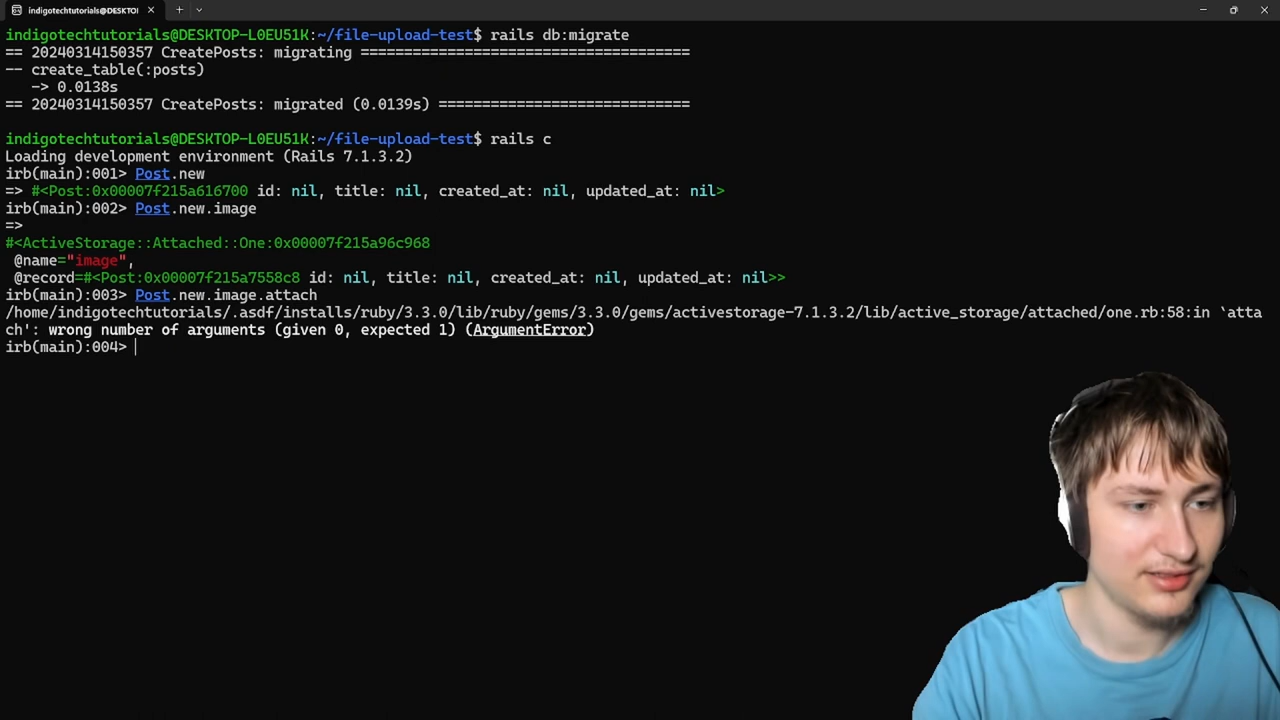 indigotechtutorials@DESKTOP-L0EU51K
indigotechtutorials@DESKTOP-L0EU51K:~/file-upload-test$ rails db:migrate
== 20240314150357 CreatePosts: migrating ======================================
-- create_table(:posts)
   -> 0.0138s
== 20240314150357 CreatePosts: migrated (0.0139s) =============================
indigotechtutorials@DESKTOP-L0EU51K:~/file-upload-test$ rails c
Loading development environment (Rails 7.1.3.2)
irb(main):001> Post.new
=> #<Post:0x00007f215a616700 id: nil, title: nil, created_at: nil, updated_at: nil>
irb(main):002> Post.new.image
=>
#<ActiveStorage::Attached::One:0x00007f215a96c968
 @name="image",
 @record=#<Post:0x00007f215a7558c8 id: nil, title: nil, created_at: nil, updated_at: nil>>
irb(main):003> Post.new.image.attach
/home/indigotechtutorials/.asdf/installs/ruby/3.3.0/lib/ruby/gems/3.3.0/gems/activestorage-7.1.3.2/lib/active_storage/attached/one.rb:58:in `atta
ch': wrong number of arguments (given 0, expected 1) (ArgumentError)
irb(main):004>